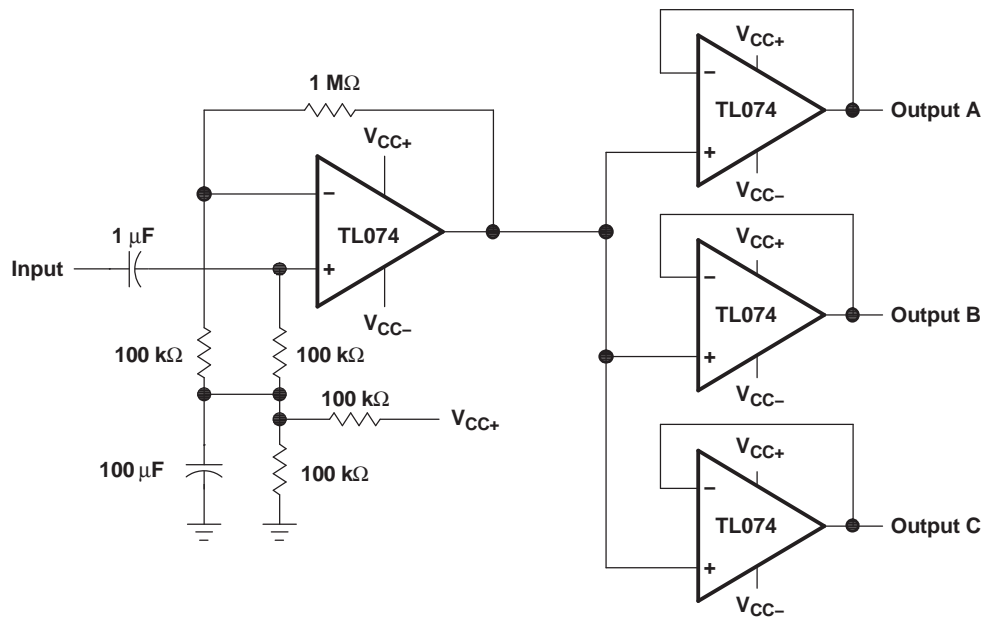 1 MΩ
VCC+
−
TL074
+
VCC−
1 μF
Input
100 kΩ
100 kΩ
100 kΩ
VCC+
100 μF
100 kΩ
VCC+
−
TL074
+
VCC−
Output A
VCC+
−
TL074
+
VCC−
Output B
VCC+
−
TL074
+
VCC−
Output C